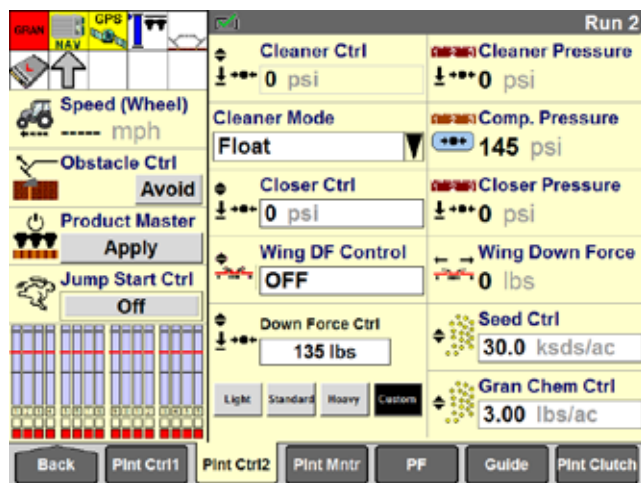 GRAN
NAV
GPS
Run 2
Speed (Wheel)
----- mph
Obstacle Ctrl
Avoid
Product Master
Apply
Jump Start Ctrl
Off
Cleaner Ctrl
0 psi
Cleaner Mode
Float
Closer Ctrl
0 psi
Wing DF Control
OFF
Down Force Ctrl
135 lbs
Light Standard Heavy Custom
Cleaner Pressure
0 psi
Comp. Pressure
145 psi
Closer Pressure
0 psi
Wing Down Force
0 lbs
Seed Ctrl
30.0 ksds/ac
Gran Chem Ctrl
3.00 lbs/ac
Back Plnt Ctrl1 Plnt Ctrl2 Plnt Mntr PF Guide Plnt Clutch